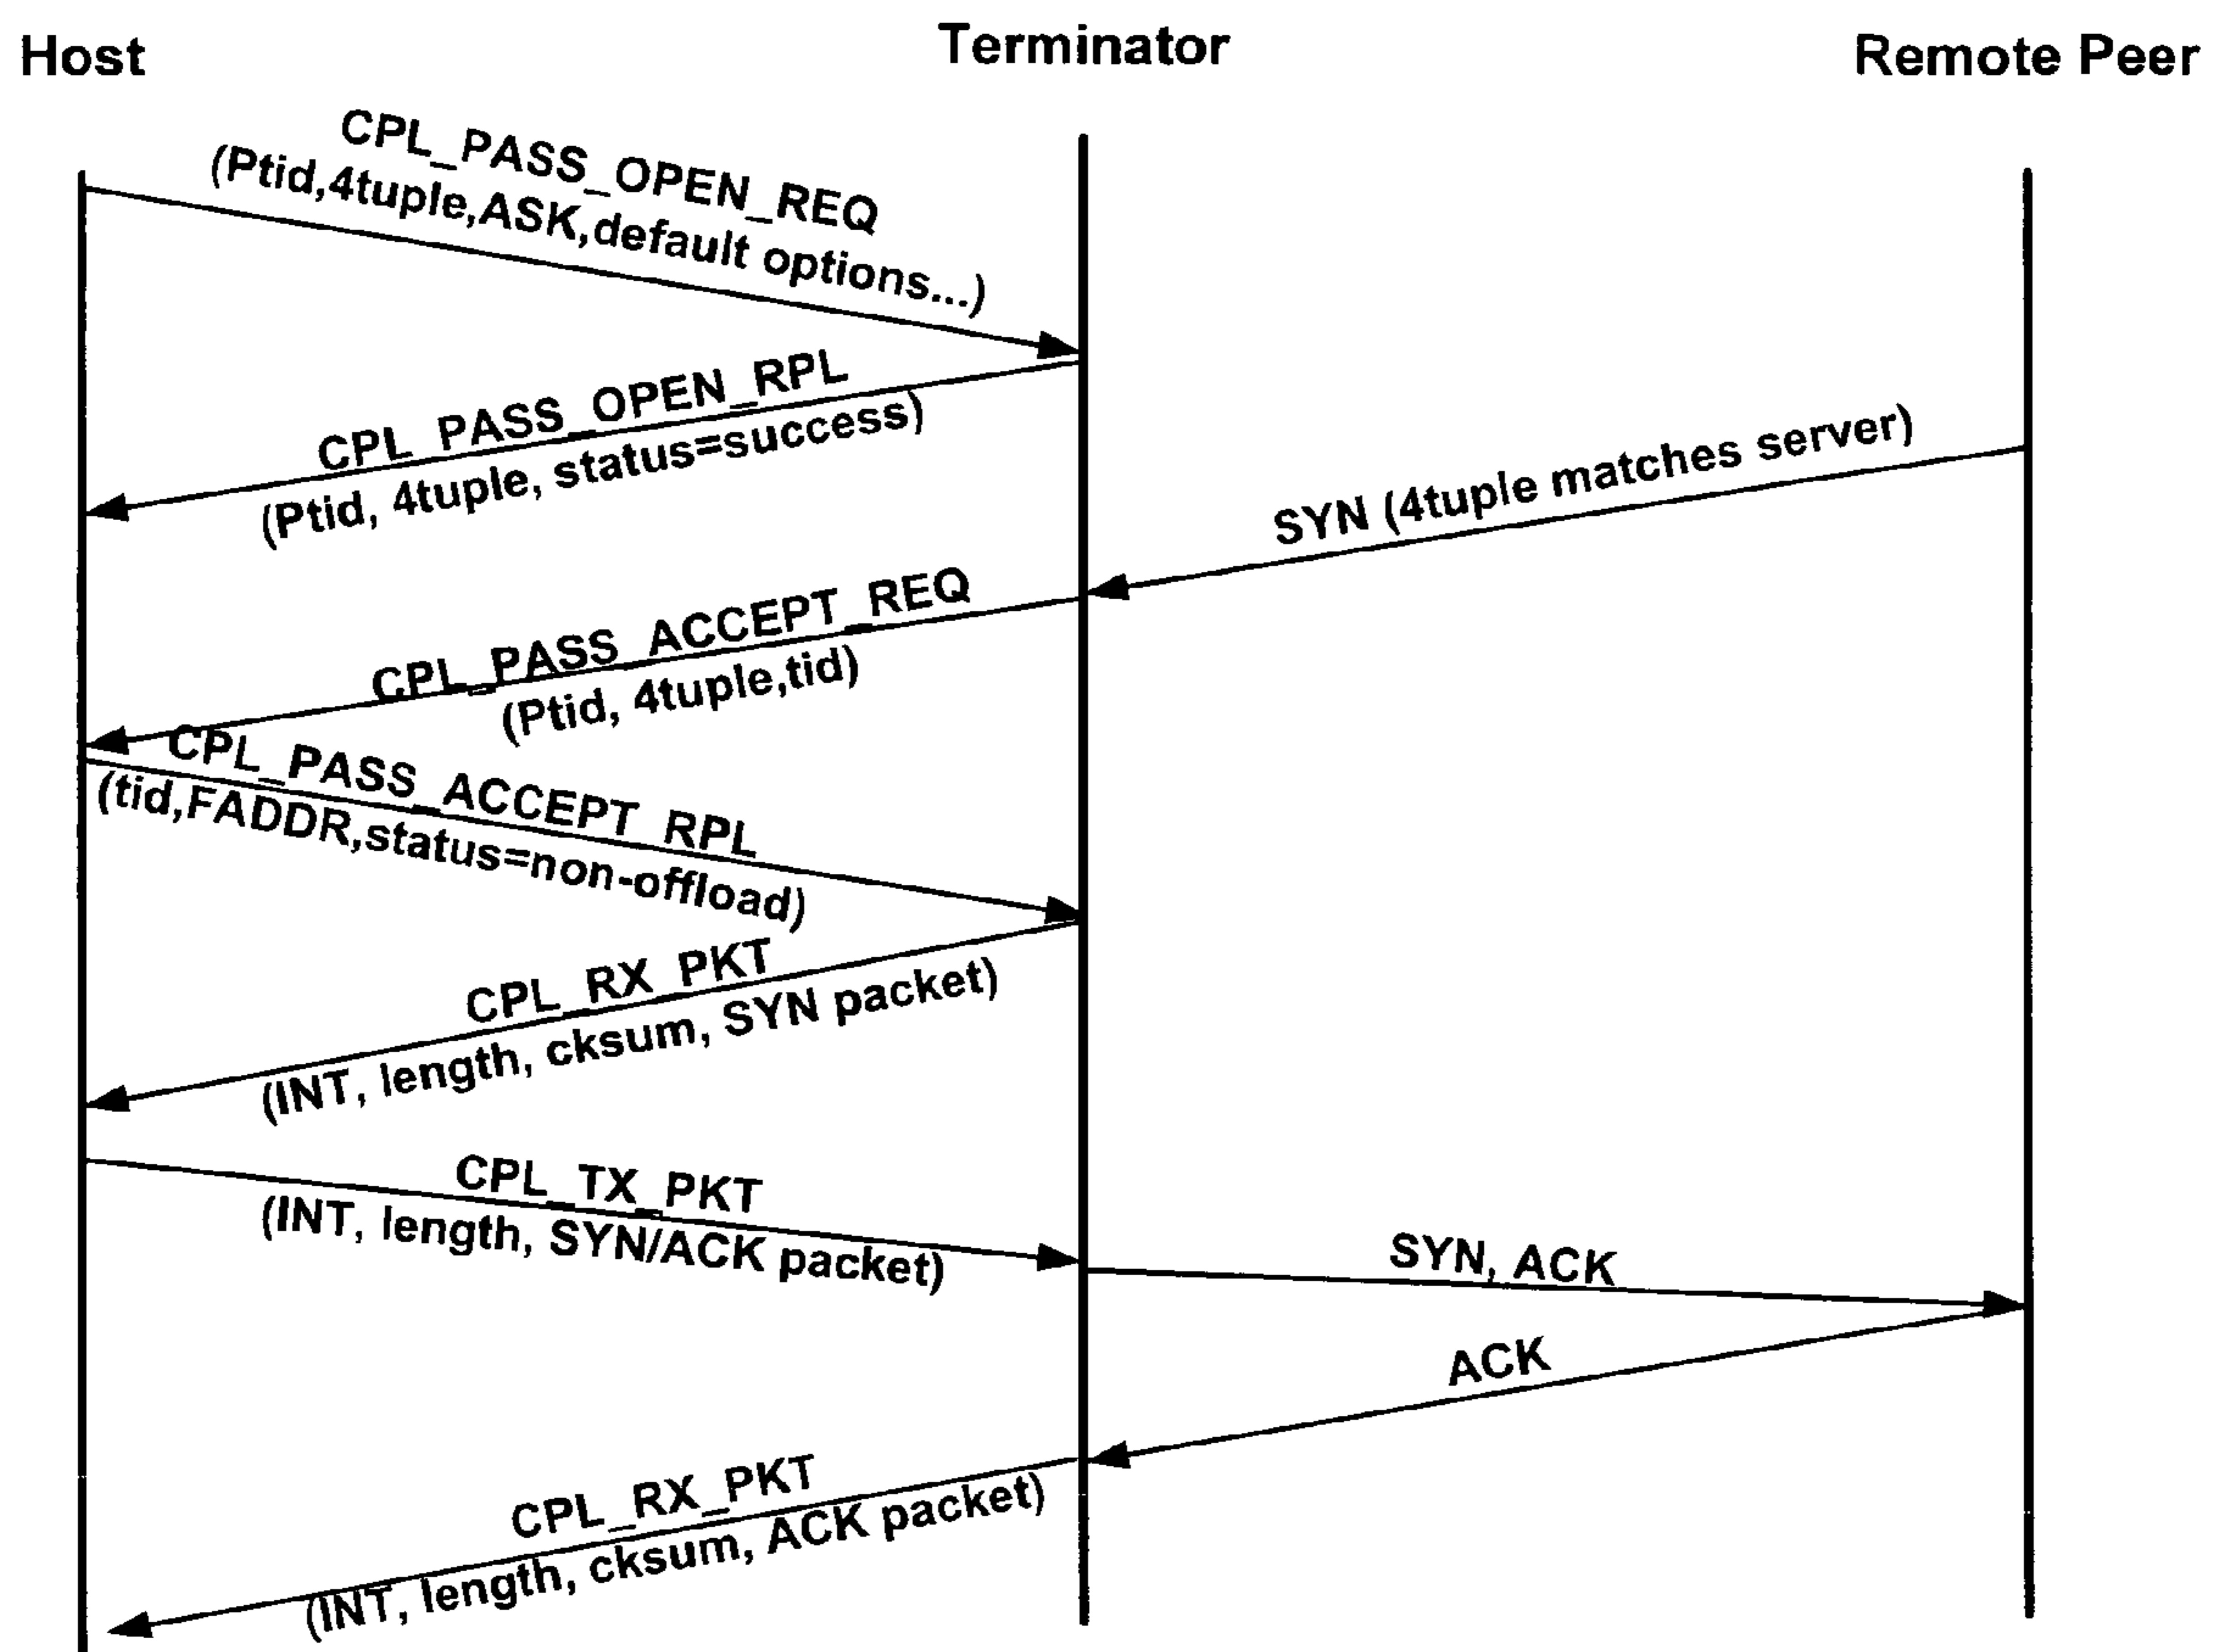 Host
Terminator
Remote Peer
CPL_PASS_OPEN_REQ
(Ptid,4tuple,ASK,default options...)
CPL_PASS_OPEN_RPL
(Ptid, 4tuple, status=success)
SYN (4tuple matches server)
CPL_PASS_ACCEPT_REQ
(Ptid, 4tuple,tid)
CPL_PASS_ACCEPT_RPL
(tid,FADDR,status=non-offload)
CPL_RX_PKT
(INT, length, cksum, SYN packet)
CPL_TX_PKT
(INT, length, SYN/ACK packet)
SYN, ACK
ACK
CPL_RX_PKT
(INT, length, cksum, ACK packet)